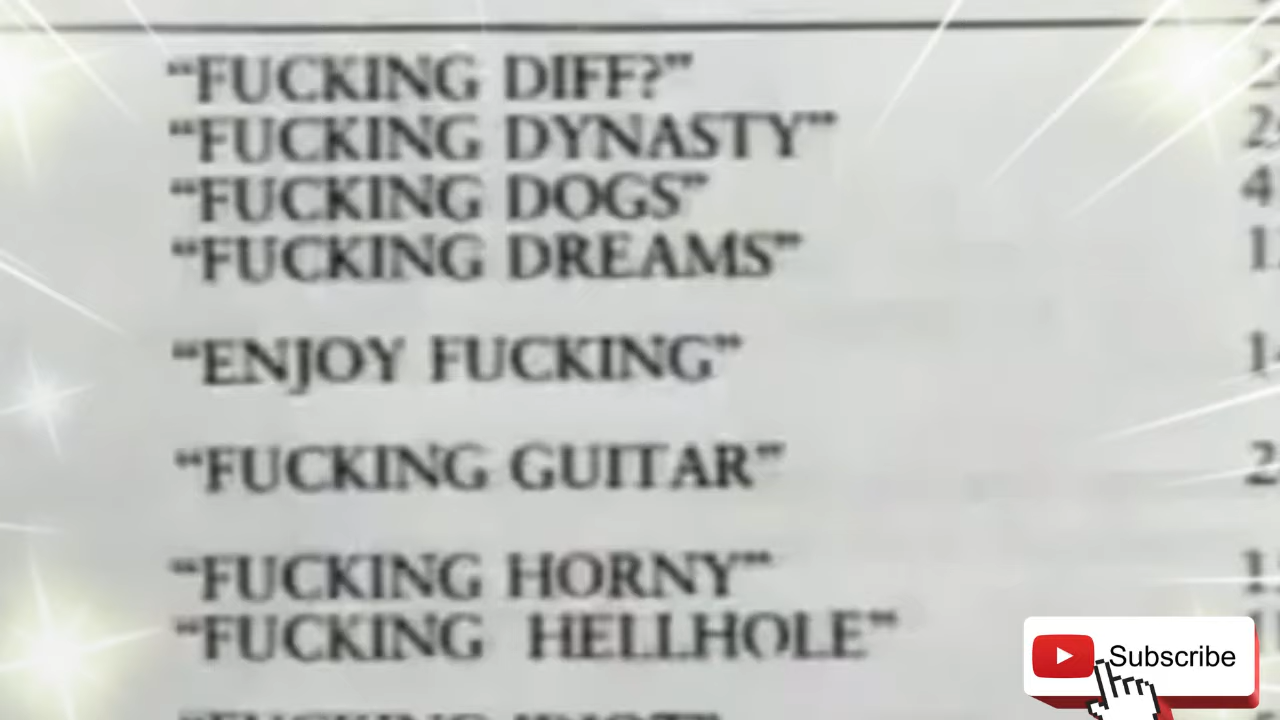 “FUCKING DIFF?”
“FUCKING DYNASTY”
“FUCKING DOGS”
“FUCKING DREAMS”
“ENJOY FUCKING”
“FUCKING GUITAR”
“FUCKING HORNY”
“FUCKING HELLHOLE”
Subscribe